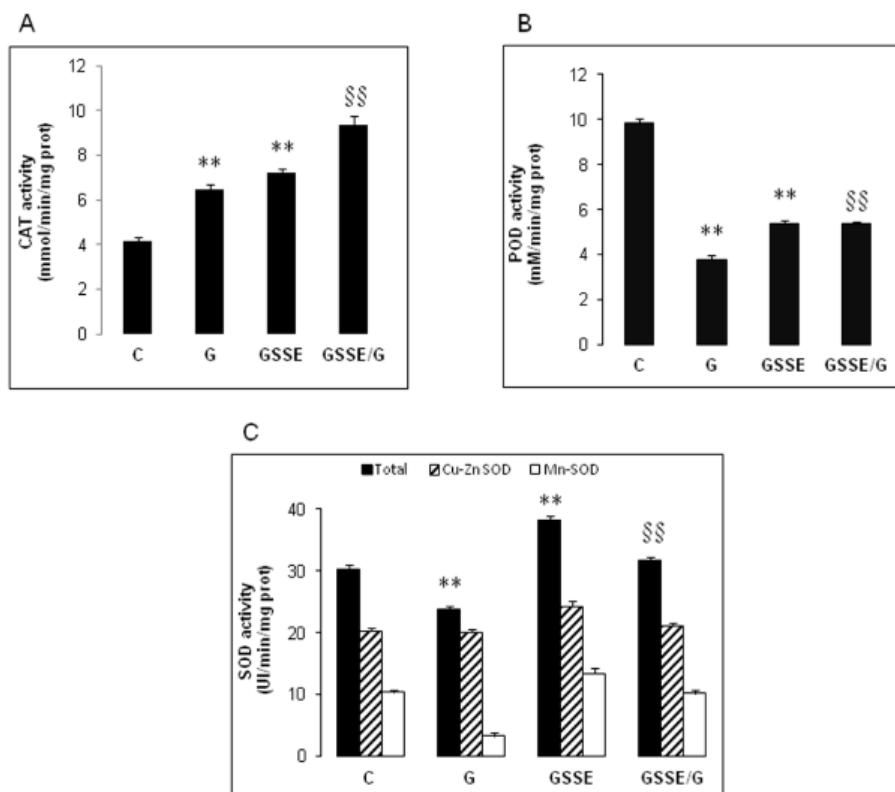 A
CAT activity
(mmol/min/mg prot)
12
10
8
6
4
2
0
**
**
§§
C G GSSE GSSE/G
B
POD activity
(mM/min/mg prot)
12
10
8
6
4
2
0
**
**
§§
C G GSSE GSSE/G
C
Total Cu-Zn SOD Mn-SOD
SOD activity
(UI/min/mg prot)
40
30
20
10
0
**
**
§§
C G GSSE GSSE/G